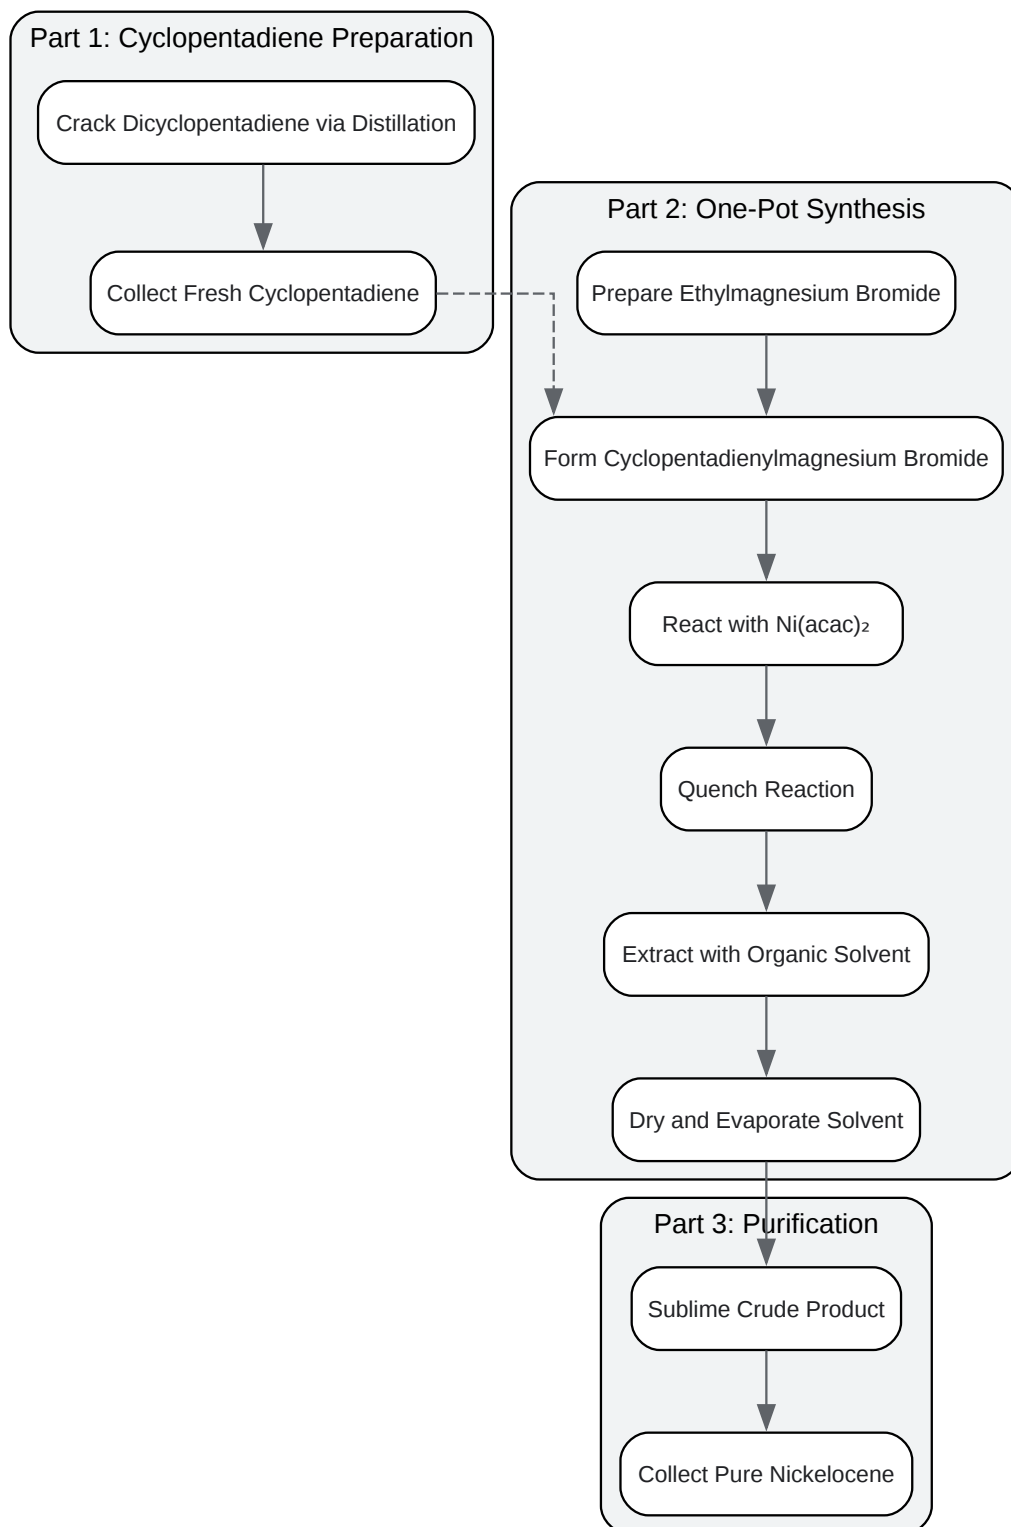 Part 1: Cyclopentadiene Preparation
Crack Dicyclopentadiene via Distillation
Collect Fresh Cyclopentadiene
Part 2: One-Pot Synthesis
Prepare Ethylmagnesium Bromide
Form Cyclopentadienylmagnesium Bromide
React with Ni(acac)₂
Quench Reaction
Extract with Organic Solvent
Dry and Evaporate Solvent
Part 3: Purification
Sublime Crude Product
Collect Pure Nickelocene